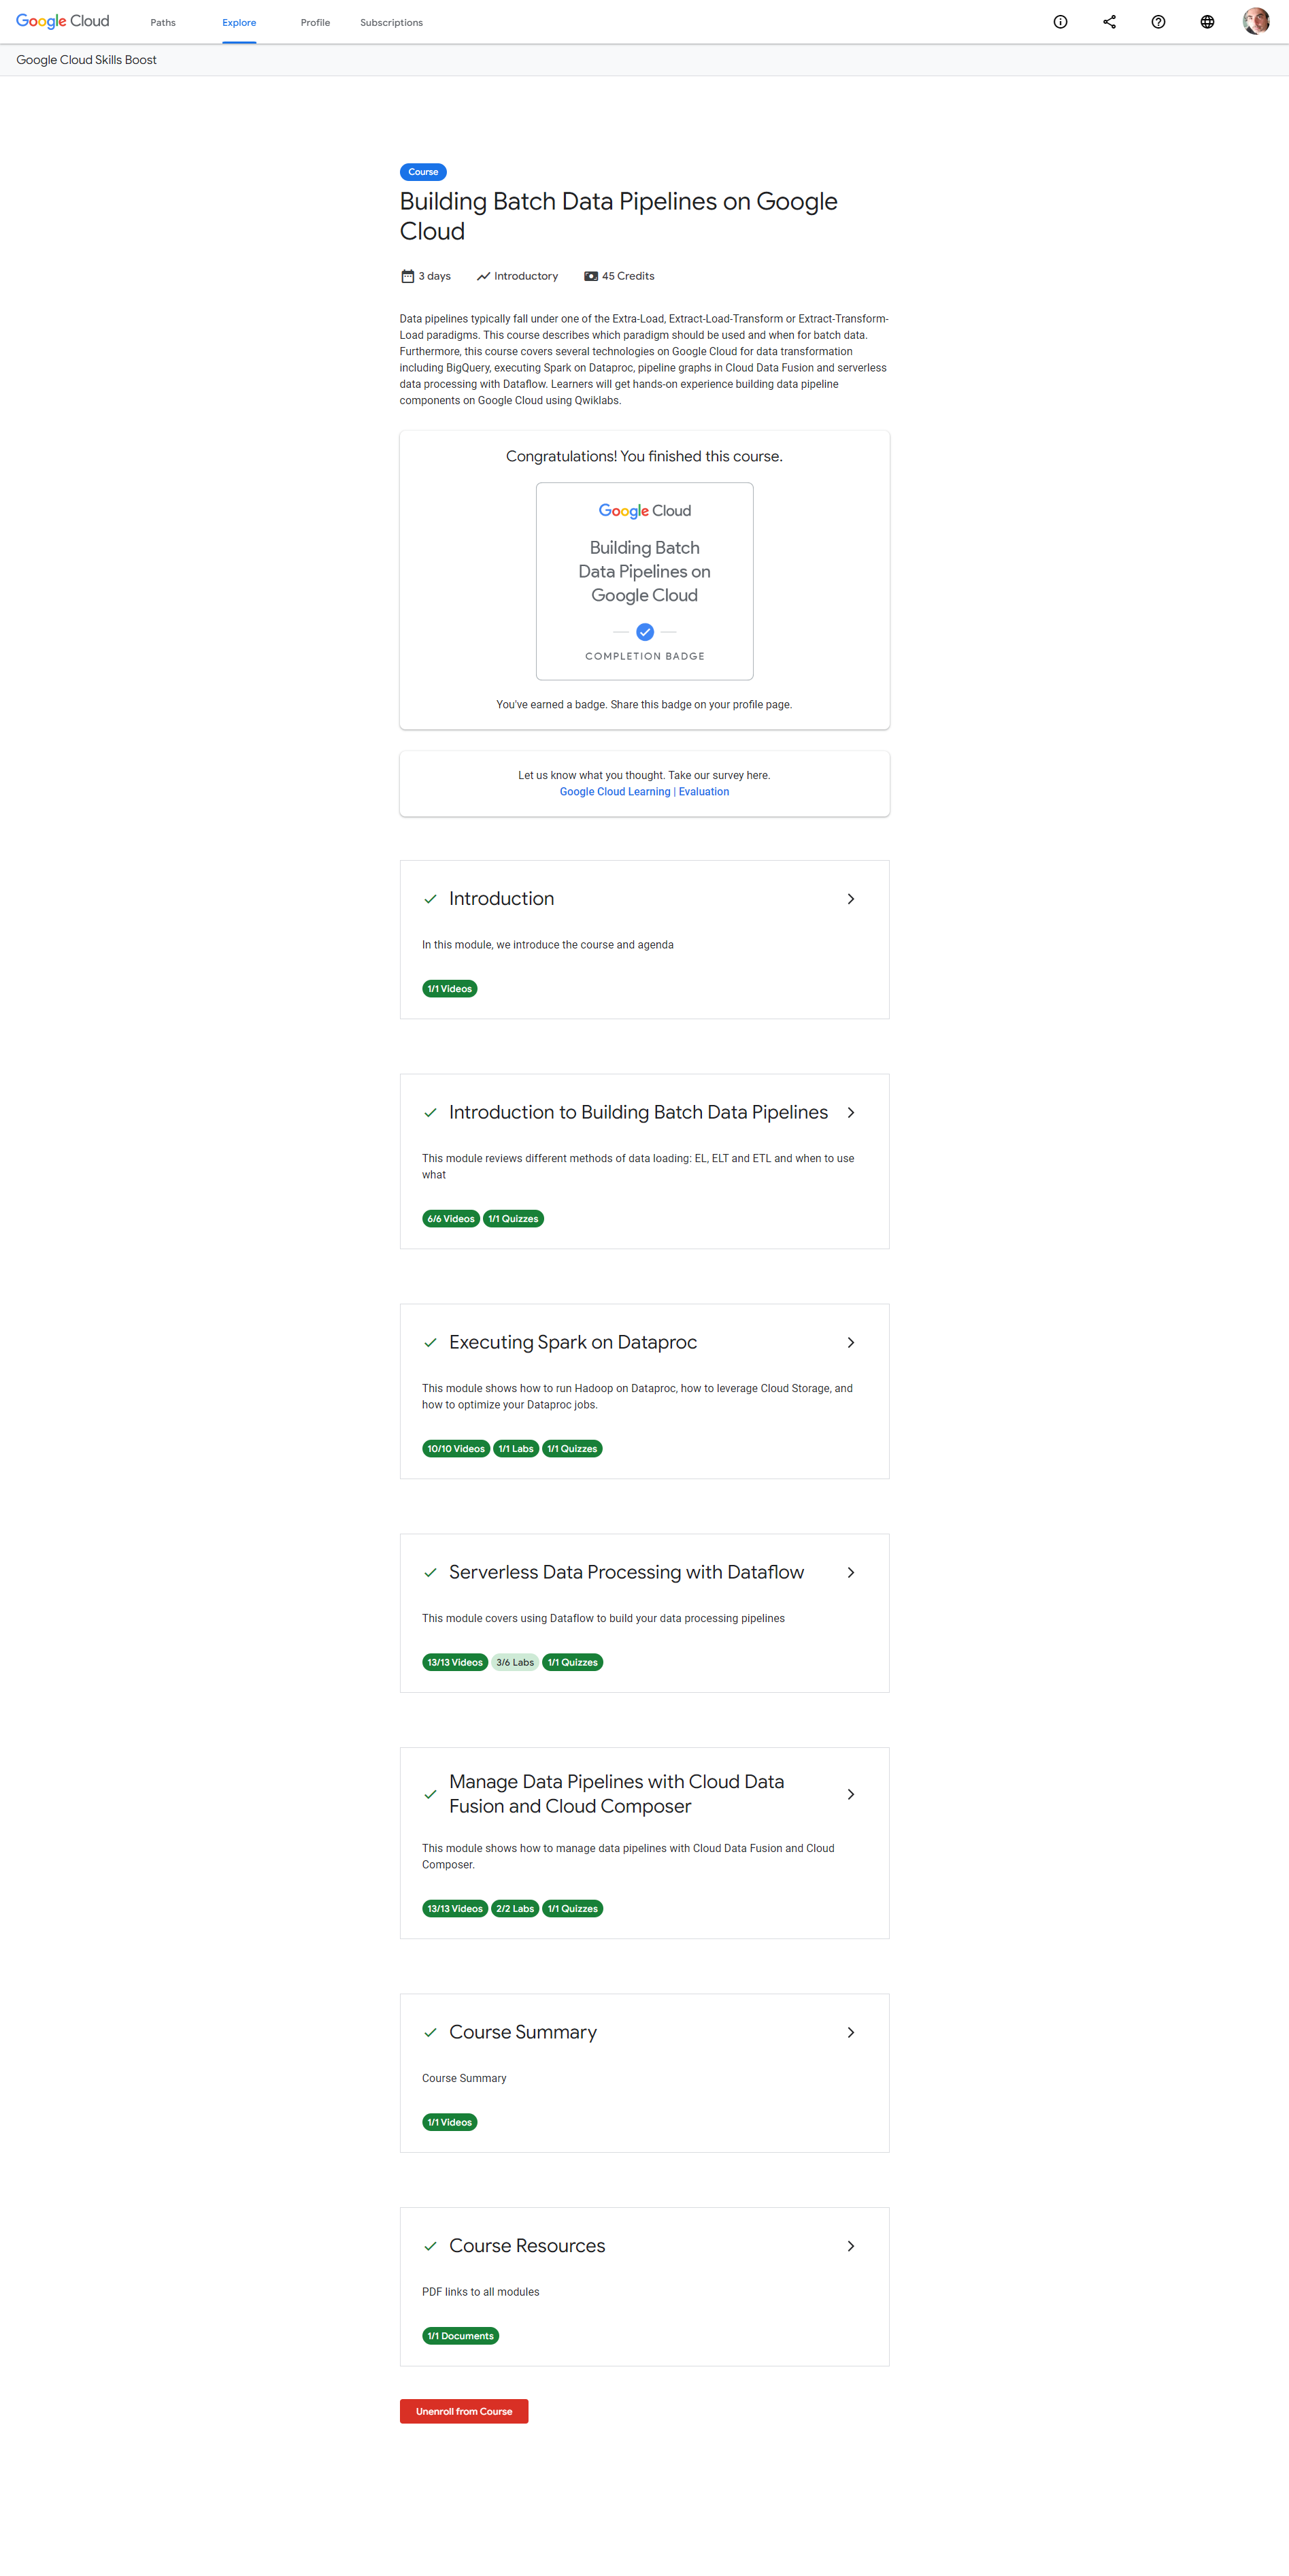 Google Cloud
Paths
Explore
Profile
Subscriptions
Google Cloud Skills Boost
Course
Building Batch Data Pipelines on Google
Cloud
3 days
Introductory
45 Credits
Data pipelines typically fall under one of the Extra-Load, Extract-Load-Transform or Extract-Transform-
Load paradigms. This course describes which paradigm should be used and when for batch data.
Furthermore, this course covers several technologies on Google Cloud for data transformation
including BigQuery, executing Spark on Dataproc, pipeline graphs in Cloud Data Fusion and serverless
data processing with Dataflow. Learners will get hands-on experience building data pipeline
components on Google Cloud using Qwiklabs.
Congratulations! You finished this course.
Google Cloud
Building Batch
Data Pipelines on
Google Cloud
COMPLETION BADGE
You've earned a badge. Share this badge on your profile page.
Let us know what you thought. Take our survey here.
Google Cloud Learning | Evaluation
Introduction
In this module, we introduce the course and agenda
1/1 Videos
Introduction to Building Batch Data Pipelines
This module reviews different methods of data loading: EL, ELT and ETL and when to use
what
6/6 Videos 1/1 Quizzes
Executing Spark on Dataproc
This module shows how to run Hadoop on Dataproc, how to leverage Cloud Storage, and
how to optimize your Dataproc jobs.
10/10 Videos 1/1 Labs 1/1 Quizzes
Serverless Data Processing with Dataflow
This module covers using Dataflow to build your data processing pipelines
13/13 Videos 3/6 Labs 1/1 Quizzes
Manage Data Pipelines with Cloud Data
Fusion and Cloud Composer
This module shows how to manage data pipelines with Cloud Data Fusion and Cloud
Composer.
13/13 Videos 2/2 Labs 1/1 Quizzes
Course Summary
Course Summary
1/1 Videos
Course Resources
PDF links to all modules
1/1 Documents
Unenroll from Course